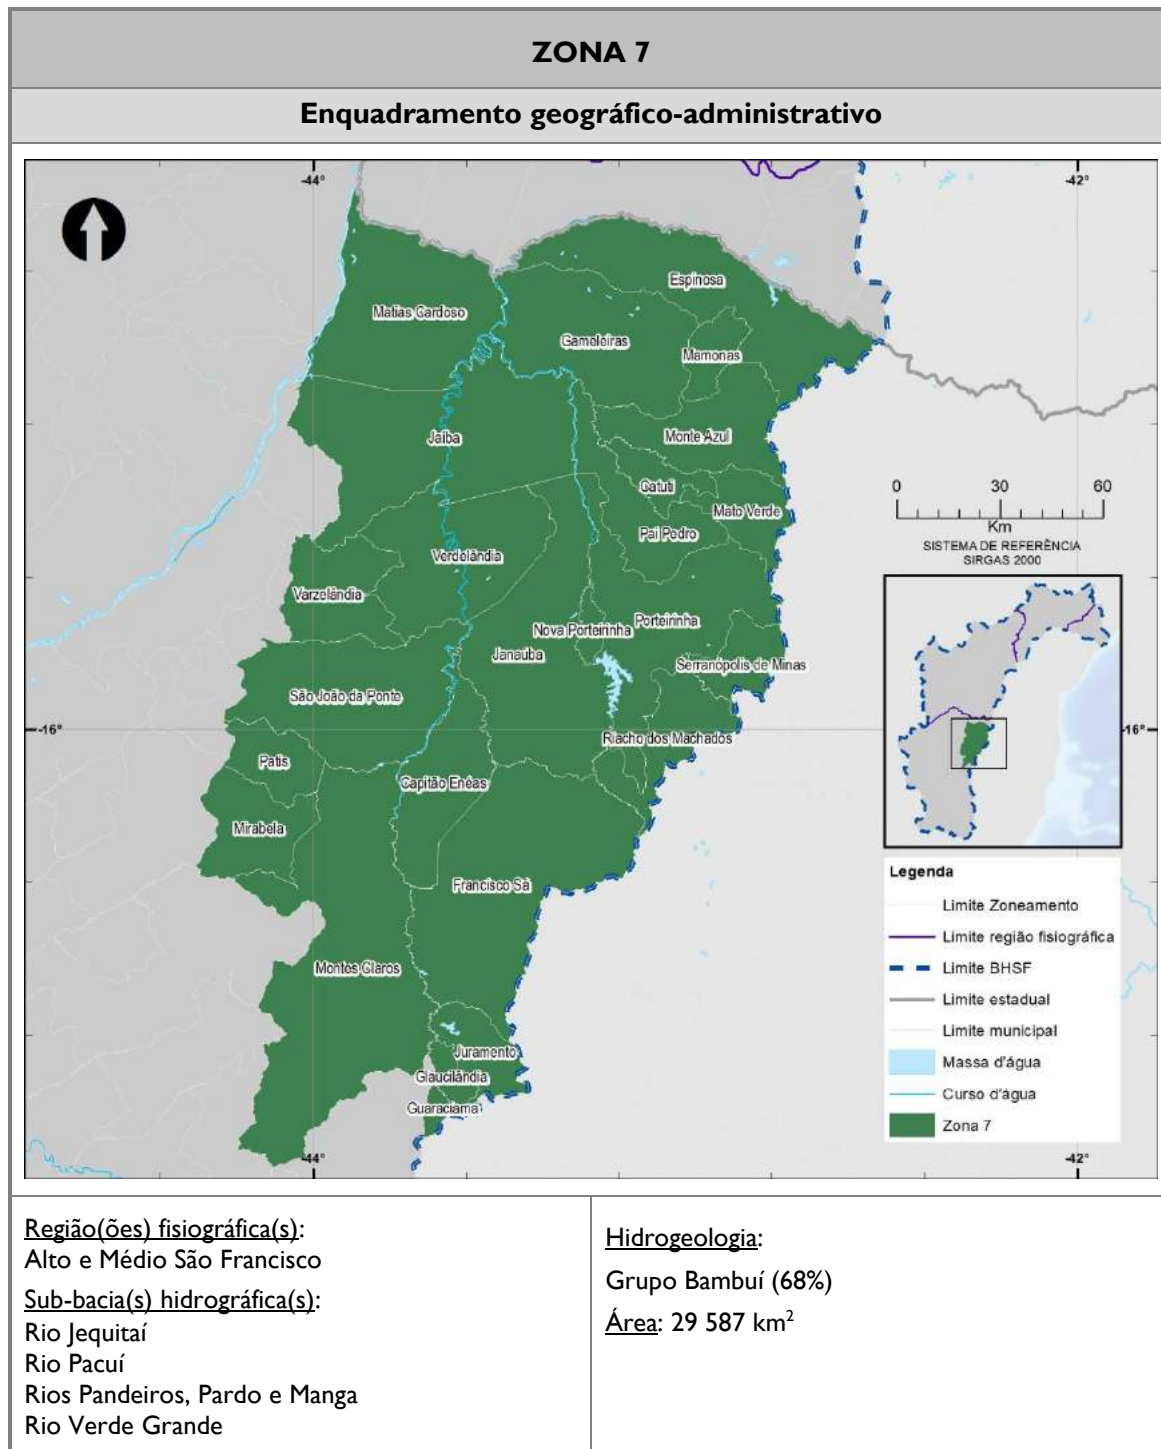 ZONA 7
Enquadramento geográfico-administrativo
-44°
-42°
Espinosa
Matias Cardoso
Gameleiras
Mamonas
Monte Azul
Jaíba
Catuti
Mato Verde
Pai Pedro
Verdelândia
Varzelândia
Nova Porteirinha
Porteirinha
Janaúba
Serranópolis de Minas
São João da Ponte
-16°
-16°
Riacho dos Machados
Patis
Capitão Enéas
Mirabela
Francisco Sá
Montes Claros
Juramento
Glaucilândia
Guaraciama
-44°
-42°
0 30 60
Km
SISTEMA DE REFERÊNCIA
SIRGAS 2000
Legenda
Limite Zoneamento
Limite região fisiográfica
Limite BHSF
Limite estadual
Limite municipal
Massa d'água
Curso d'água
Zona 7
Região(ões) fisiográfica(s):
Alto e Médio São Francisco
Sub-bacia(s) hidrográfica(s):
Rio Jequitaí
Rio Pacuí
Rios Pandeiros, Pardo e Manga
Rio Verde Grande
Hidrogeologia:
Grupo Bambuí (68%)
Área: 29 587 km²